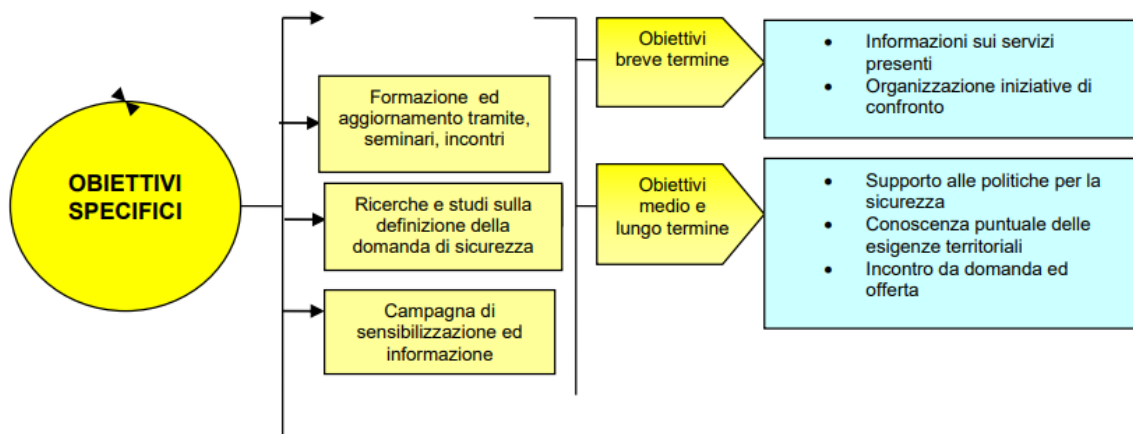 OBIETTIVI
SPECIFICI
Formazione ed
aggiornamento tramite,
seminari, incontri
Ricerche e studi sulla
definizione della
domanda di sicurezza
Campagna di
sensibilizzazione ed
informazione
Obiettivi
breve termine
• Informazioni sui servizi
presenti
• Organizzazione iniziative di
confronto
Obiettivi
medio e
lungo termine
• Supporto alle politiche per la
sicurezza
• Conoscenza puntuale delle
esigenze territoriali
• Incontro da domanda ed
offerta